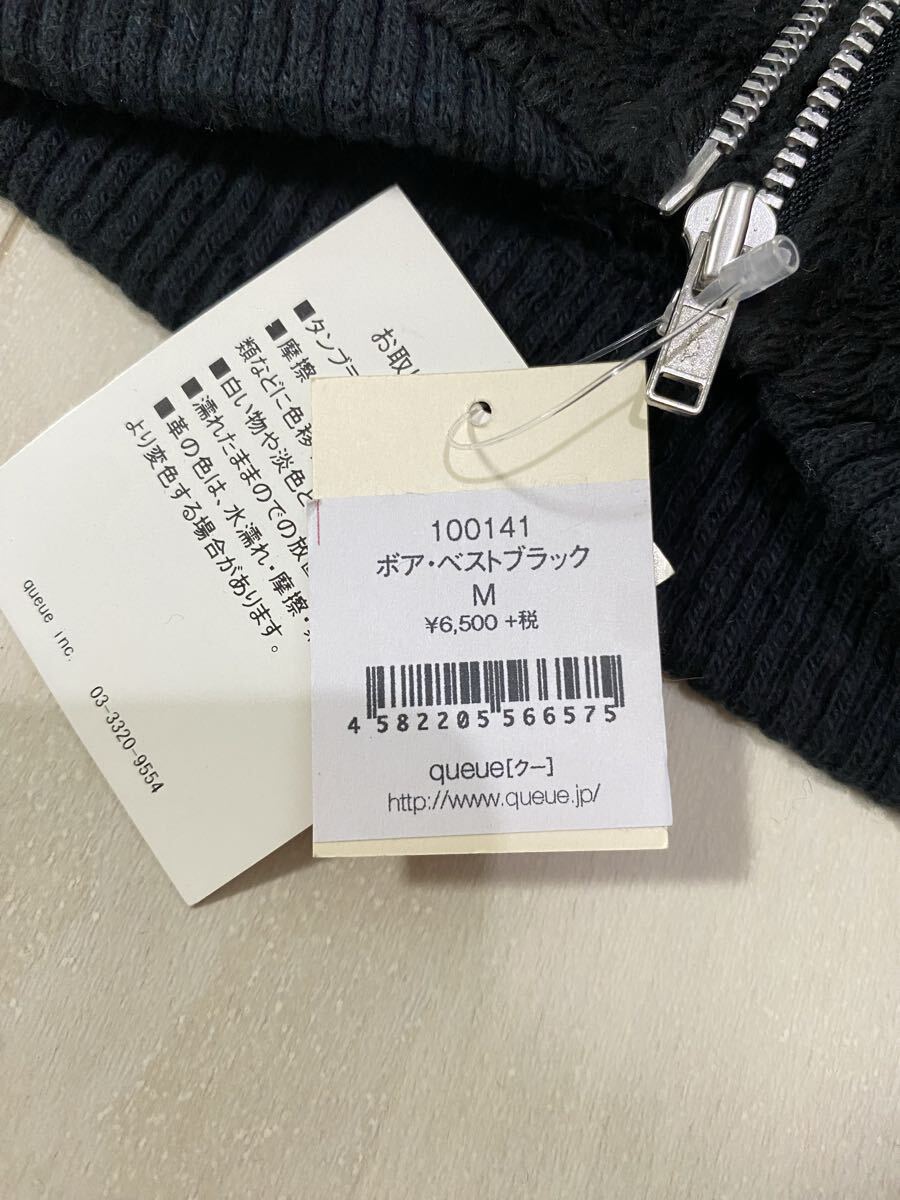 お取
■タンブラ
■摩擦
類などに色移
■白い物や淡色と
■濡れたままでの放置
■革の色は、水濡れ・摩擦・
より変色する場合があります。
queue inc.
03-3320-9554
100141
ボア・ベストブラック
M
¥6,500 +税
4 582205 566575
queue[クー]
http://www.queue.jp/